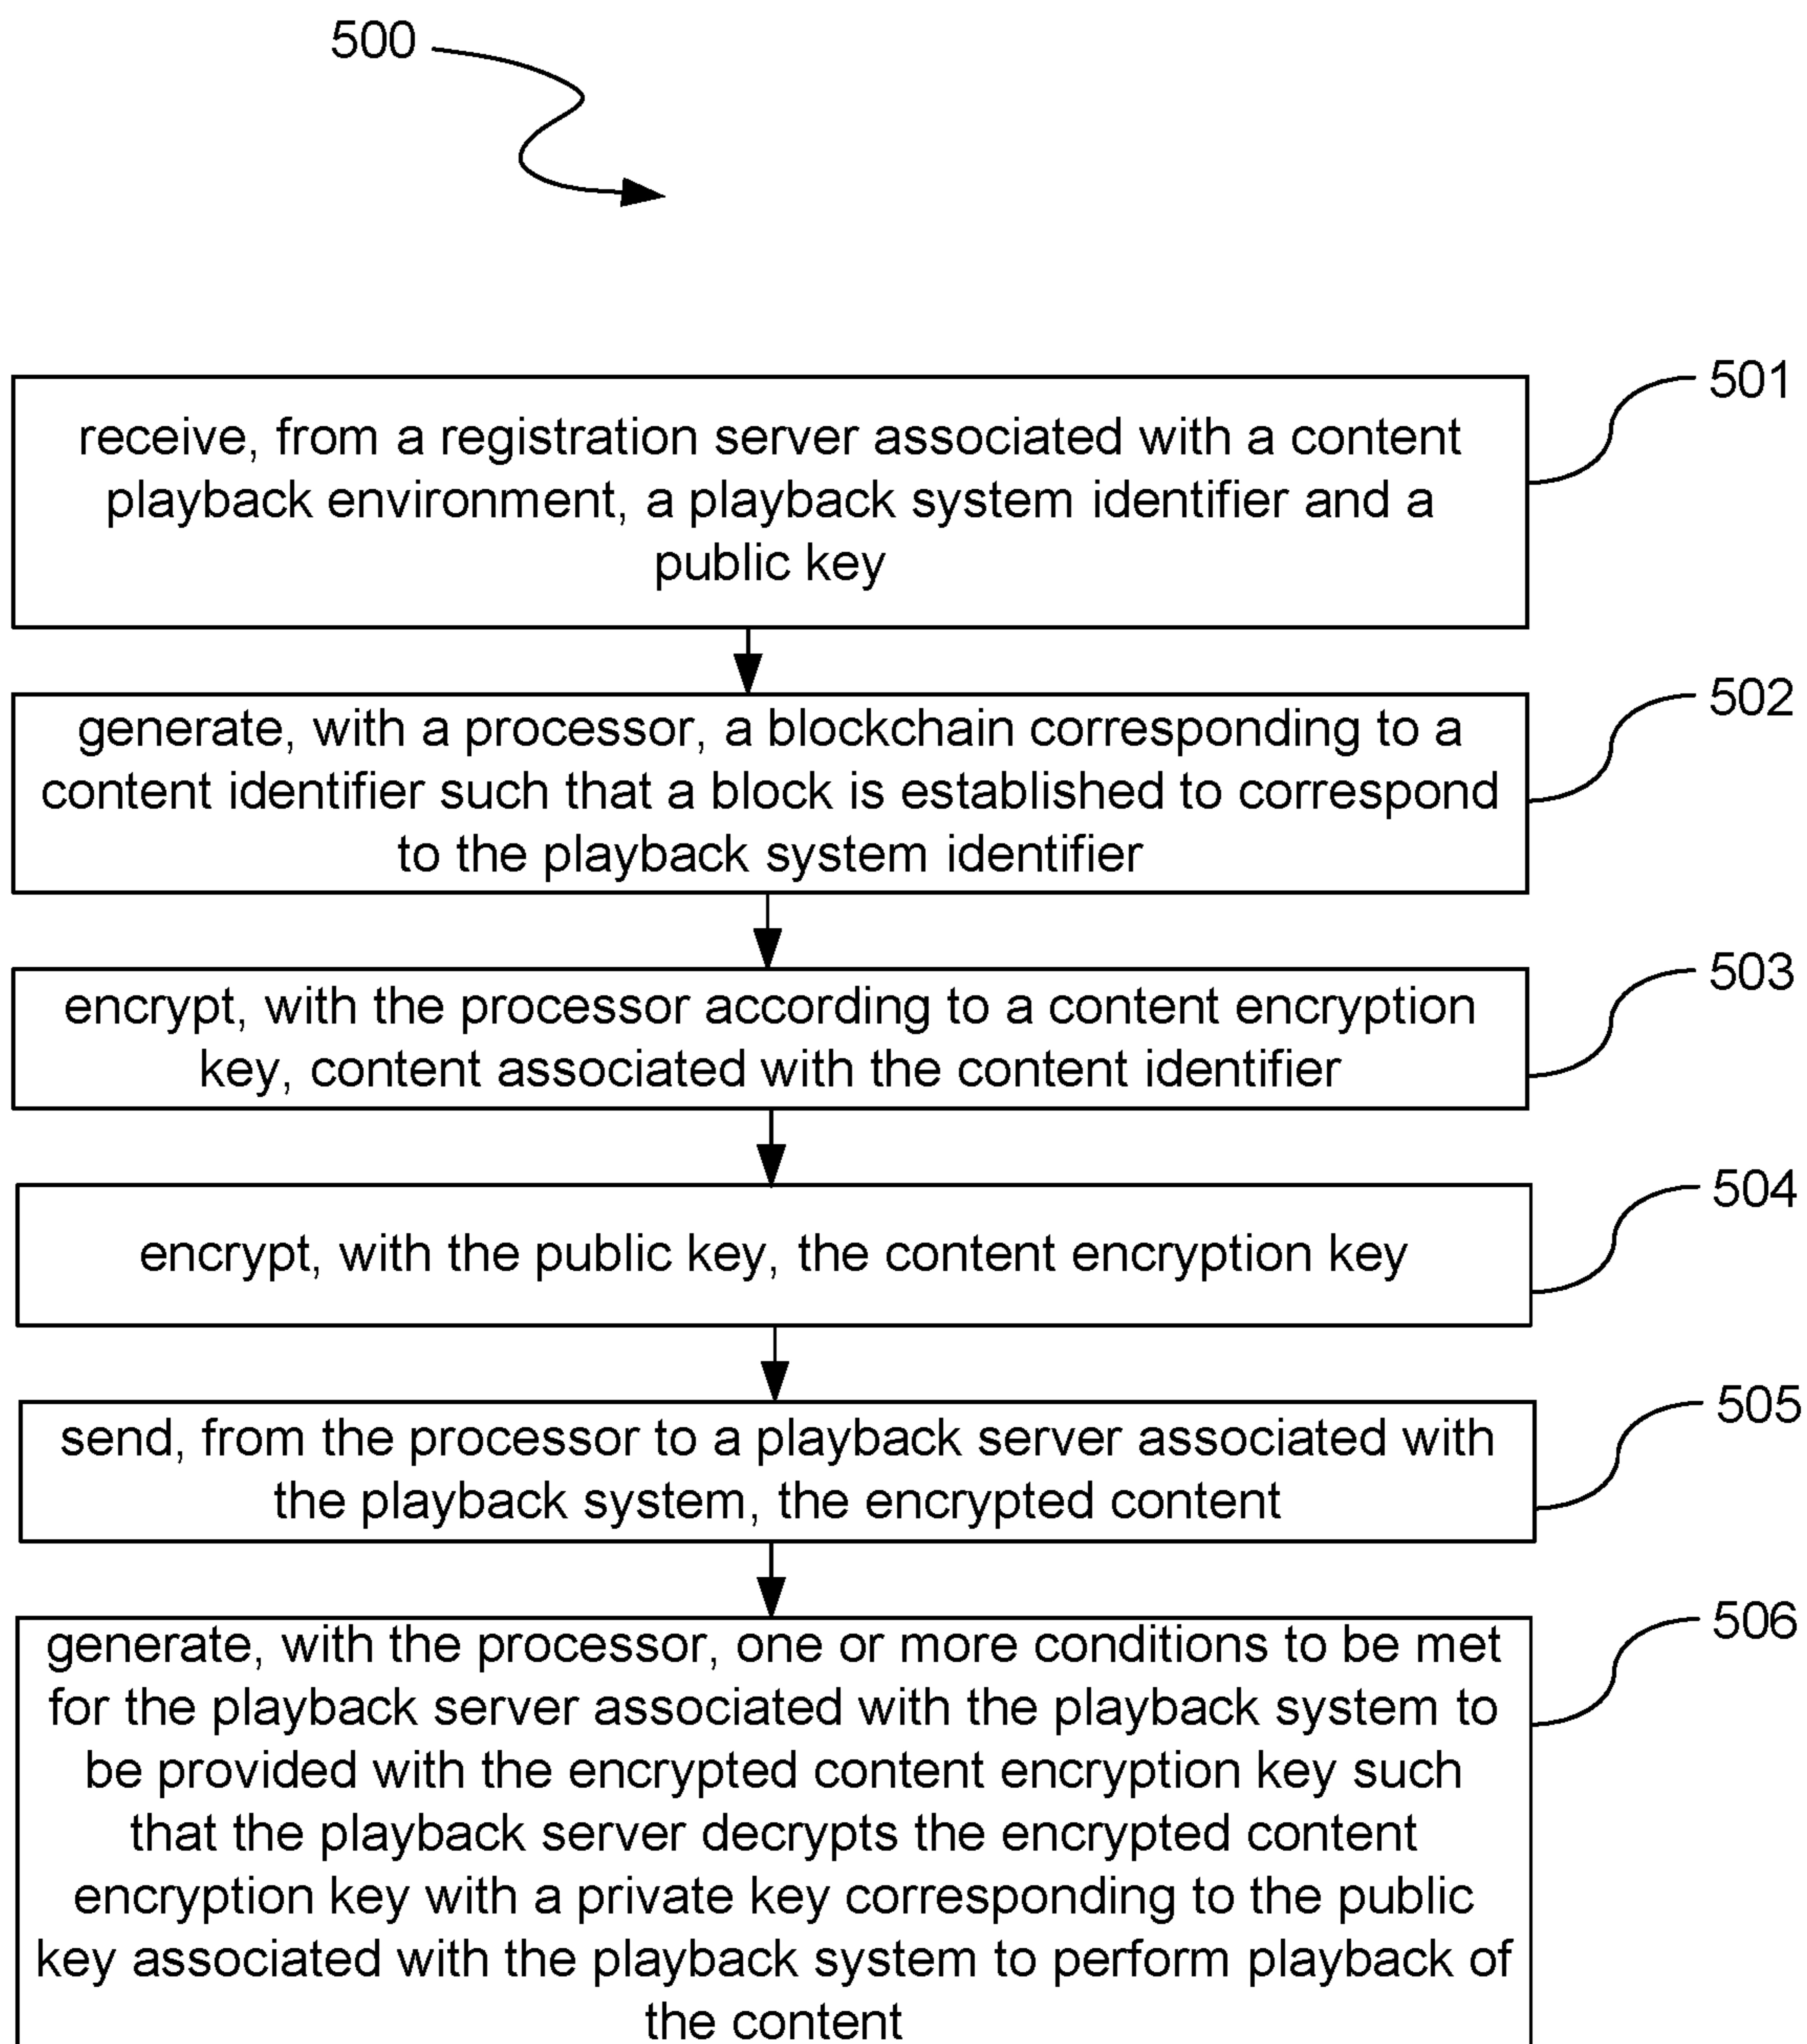 500
501
receive, from a registration server associated with a content
playback environment, a playback system identifier and a
public key
502
generate, with a processor, a blockchain corresponding to a
content identifier such that a block is established to correspond
to the playback system identifier
503
encrypt, with the processor according to a content encryption
key, content associated with the content identifier
504
encrypt, with the public key, the content encryption key
505
send, from the processor to a playback server associated with
the playback system, the encrypted content
506
generate, with the processor, one or more conditions to be met
for the playback server associated with the playback system to
be provided with the encrypted content encryption key such
that the playback server decrypts the encrypted content
encryption key with a private key corresponding to the public
key associated with the playback system to perform playback of
the content